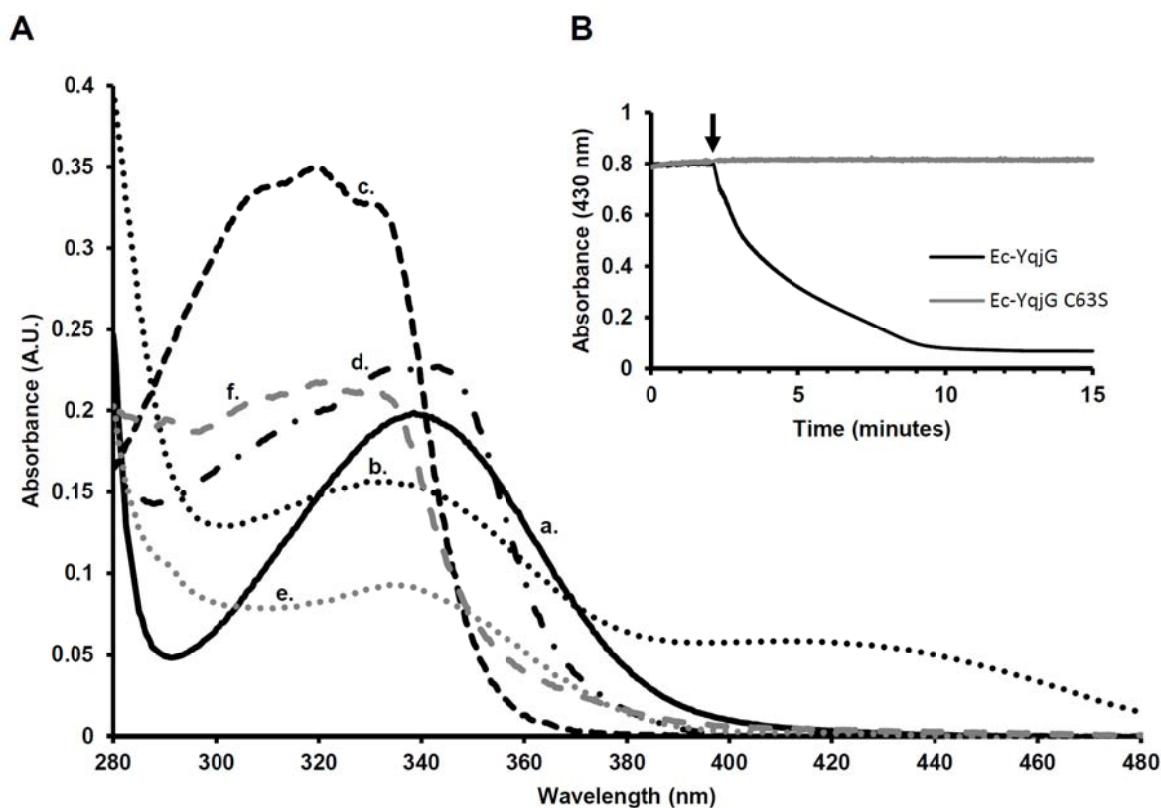 A
B
0.4
0.35
0.3
0.25
0.2
0.15
0.1
0.05
0
Absorbance (A.U.)
c.
d.
f.
b.
a.
e.
280 300 320 340 360 380 400 420 440 460 480
Wavelength (nm)
1
0.8
0.6
0.4
0.2
0
Absorbance (430 nm)
Ec-YqjG
Ec-YqjG C63S
0 5 10 15
Time (minutes)